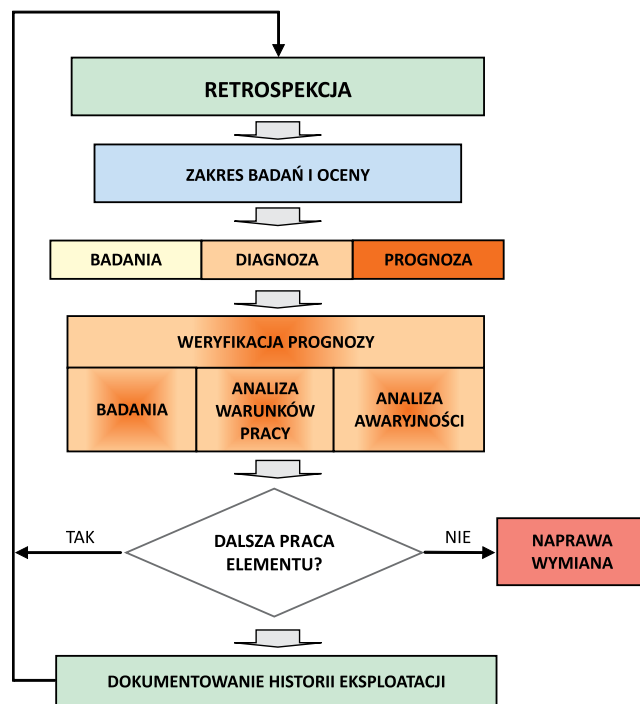 RETROSPEKCJA
ZAKRES BADAŃ I OCENY
BADANIA
DIAGNOZA
PROGNOZA
WERYFIKACJA PROGNOZY
BADANIA
ANALIZA
WARUNKÓW
PRACY
ANALIZA
AWARYJNOŚCI
TAK
DALSZA PRACA
ELEMENTU?
NIE
NAPRAWA
WYMIANA
DOKUMENTOWANIE HISTORII EKSPLOATACJI